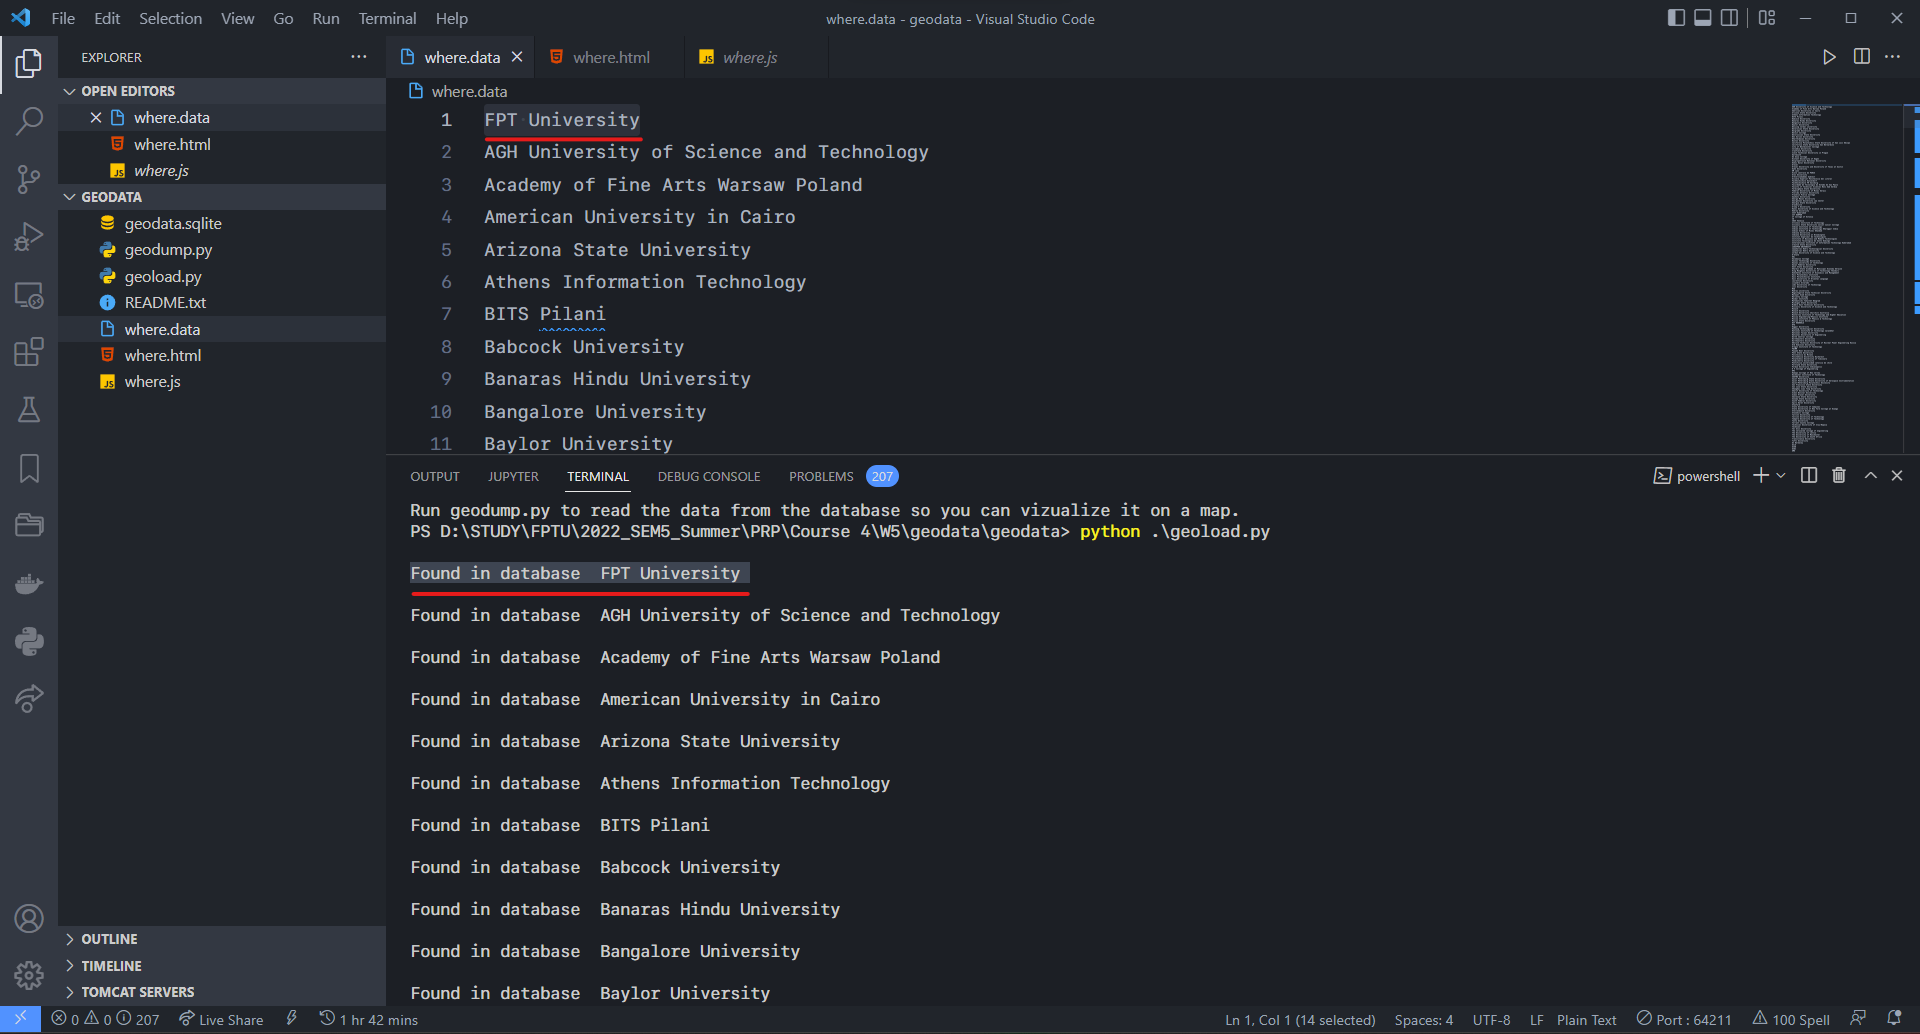 File Edit Selection View Go Run Terminal Help
where.data - geodata - Visual Studio Code
EXPLORER
OPEN EDITORS
where.data
where.html
where.js
GEODATA
geodata.sqlite
geodump.py
geoload.py
README.txt
where.data
where.html
where.js
OUTLINE
TIMELINE
TOMCAT SERVERS
where.data where.html where.js
where.data
1 FPT University
2 AGH University of Science and Technology
3 Academy of Fine Arts Warsaw Poland
4 American University in Cairo
5 Arizona State University
6 Athens Information Technology
7 BITS Pilani
8 Babcock University
9 Banaras Hindu University
10 Bangalore University
11 Baylor University
OUTPUT JUPYTER TERMINAL DEBUG CONSOLE PROBLEMS 207
powershell
Run geodump.py to read the data from the database so you can vizualize it on a map.
PS D:\STUDY\FPTU\2022_SEM5_Summer\PRP\Course 4\W5\geodata\geodata> python .\geoload.py
Found in database  FPT University
Found in database  AGH University of Science and Technology
Found in database  Academy of Fine Arts Warsaw Poland
Found in database  American University in Cairo
Found in database  Arizona State University
Found in database  Athens Information Technology
Found in database  BITS Pilani
Found in database  Babcock University
Found in database  Banaras Hindu University
Found in database  Bangalore University
Found in database  Baylor University
0 0 207 Live Share 1 hr 42 mins
Ln 1, Col 1 (14 selected) Spaces: 4 UTF-8 LF Plain Text Port : 64211 100 Spell